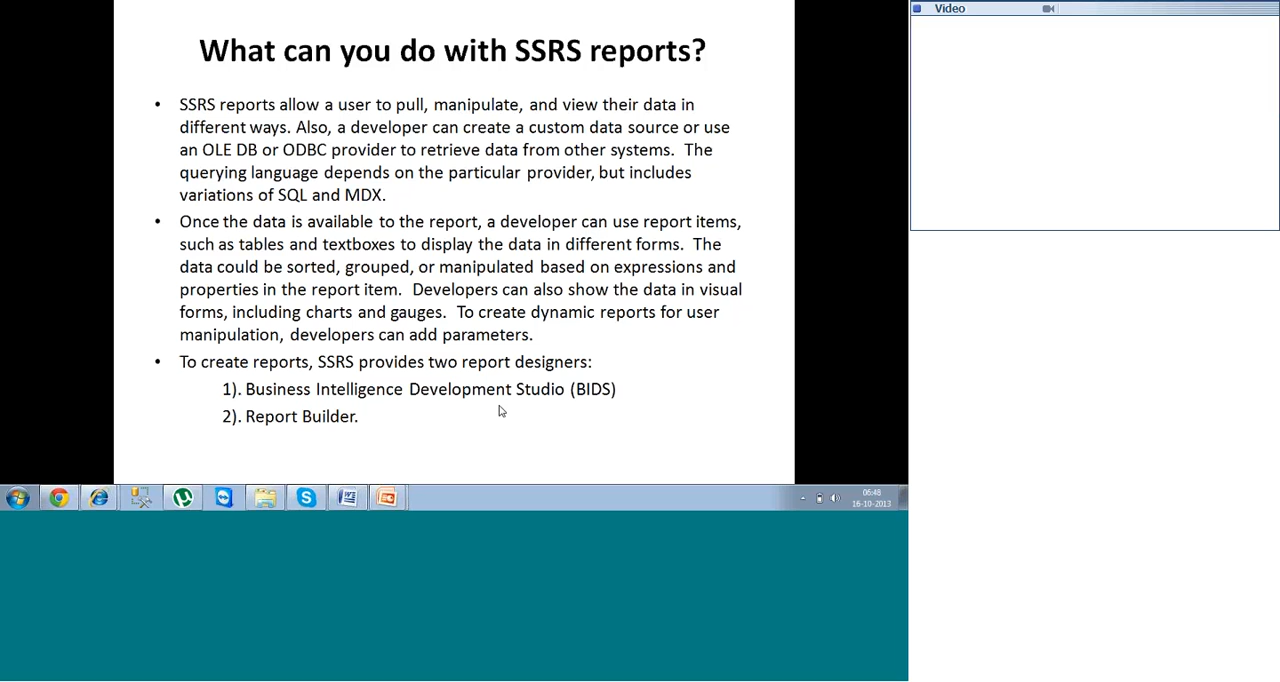 What can you do with SSRS reports?
• SSRS reports allow a user to pull, manipulate, and view their data in
different ways. Also, a developer can create a custom data source or use
an OLE DB or ODBC provider to retrieve data from other systems. The
querying language depends on the particular provider, but includes
variations of SQL and MDX.
• Once the data is available to the report, a developer can use report items,
such as tables and textboxes to display the data in different forms. The
data could be sorted, grouped, or manipulated based on expressions and
properties in the report item. Developers can also show the data in visual
forms, including charts and gauges. To create dynamic reports for user
manipulation, developers can add parameters.
• To create reports, SSRS provides two report designers:
1). Business Intelligence Development Studio (BIDS)
2). Report Builder.
06:48
16-10-2013
Video